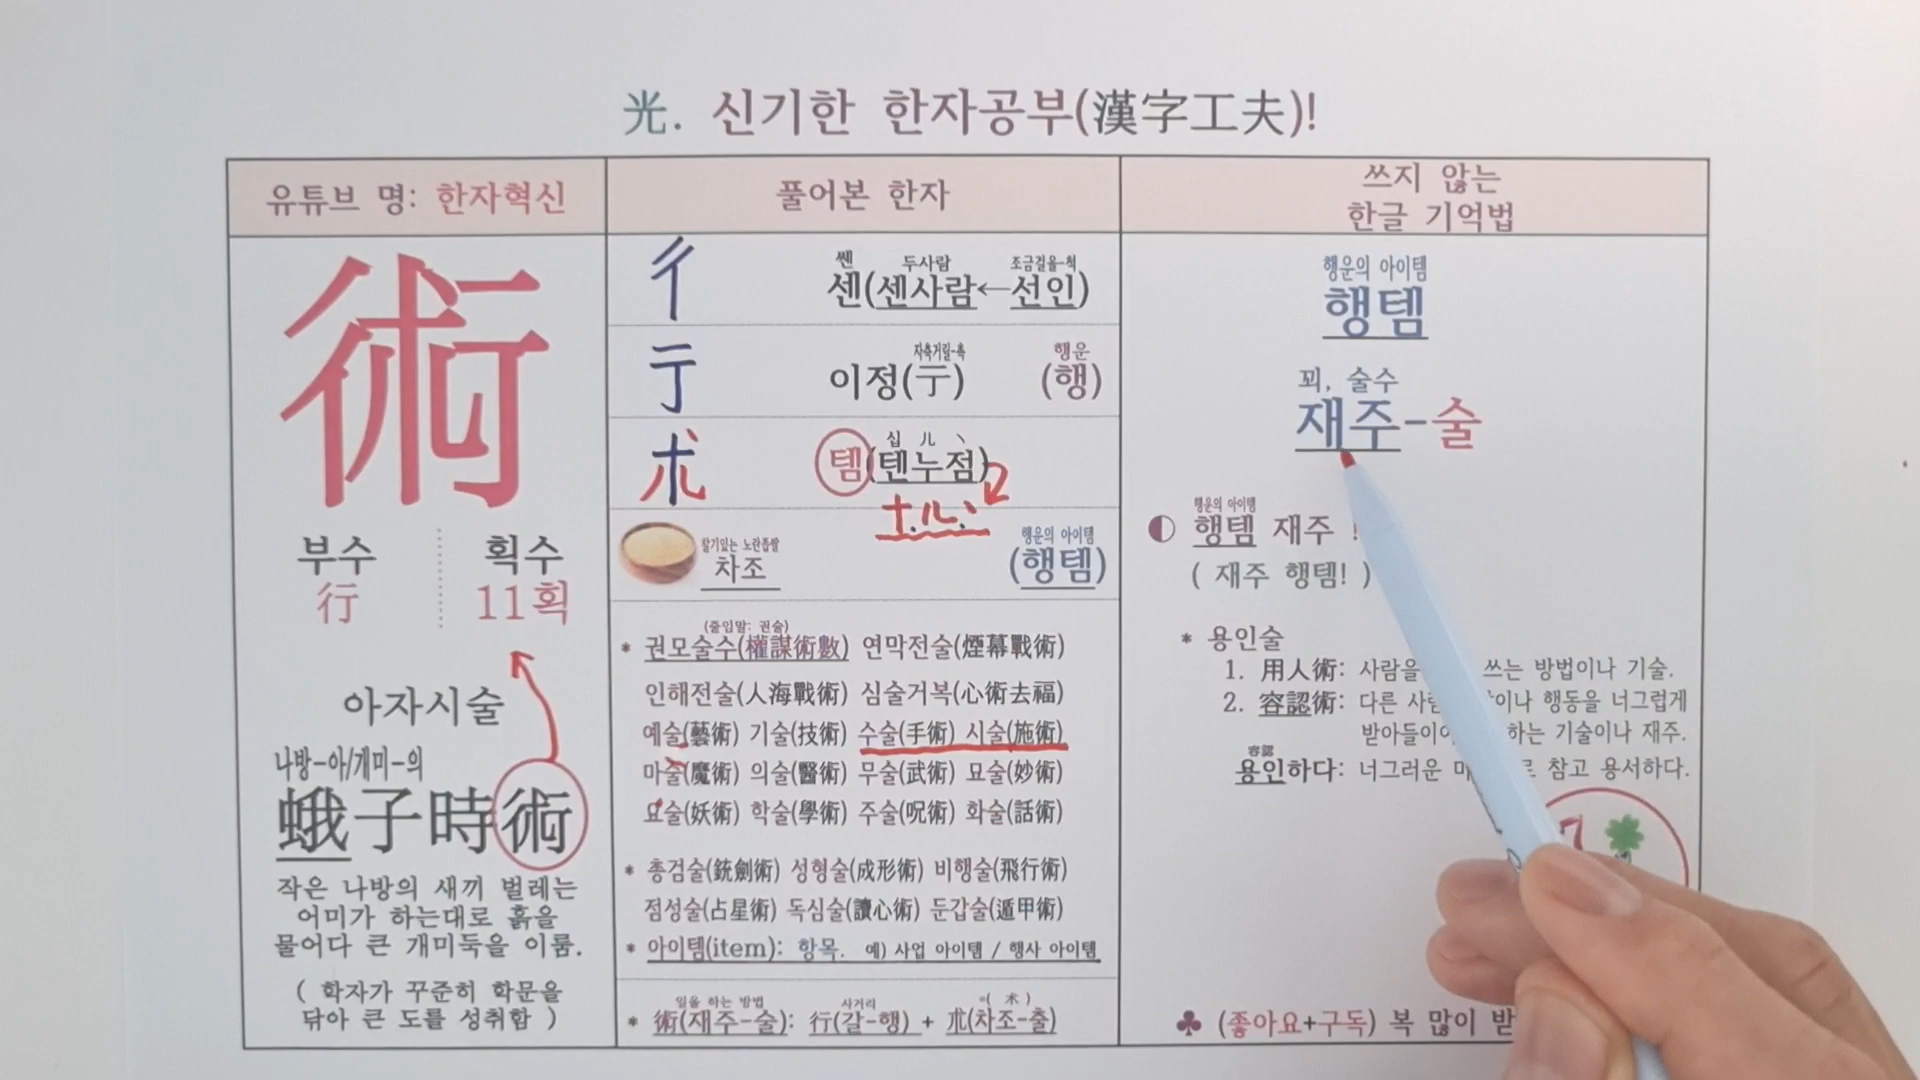 光. 신기한 한자공부(漢字工夫)!
유튜브 명: 한자혁신
術
부수 획수
行 11획
아자시술
나방-아/개미-의
蛾子時術
작은 나방의 새끼 벌레는
어미가 하는대로 흙을
물어다 큰 개미둑을 이룸.
( 학자가 꾸준히 학문을
닦아 큰 도를 성취함 )
풀어본 한자
彳
쎈 두사람 조금걸을-척
센(센사람←선인)
亍
자축거릴-촉 행운
이정(亍) (행)
朮
십 ㅅ 丶
템(텐누점)
十.儿.丶
찰기있는 노란좁쌀 행운의 아이템
차조 (행템)
(줄임말: 권술)
* 권모술수(權謀術數) 연막전술(煙幕戰術)
인해전술(人海戰術) 심술거복(心術去福)
예술(藝術) 기술(技術) 수술(手術) 시술(施術)
마술(魔術) 의술(醫術) 무술(武術) 묘술(妙術)
요술(妖術) 학술(學術) 주술(呪術) 화술(話術)
* 총검술(銃劍術) 성형술(成形術) 비행술(飛行術)
점성술(占星術) 독심술(讀心術) 둔갑술(遁甲術)
* 아이템(item): 항목. 예) 사업 아이템 / 행사 아이템
일을 하는 방법 사거리 =( 朮 )
* 術(재주-술): 行(갈-행) + 朮(차조-출)
쓰지 않는
한글 기억법
행운의 아이템
행템
꾀, 술수
재주-술
행운의 아이템
◐ 행템 재주 !
( 재주 행템! )
* 용인술
1. 用人術: 사람을 쓰는 방법이나 기술.
2. 容認術: 다른 행동을 너그럽게
하는 기술이나 재주.
容認
용인하다: 너그러운 참고 용서하다.
♣ (좋아요+구독) 복 많이